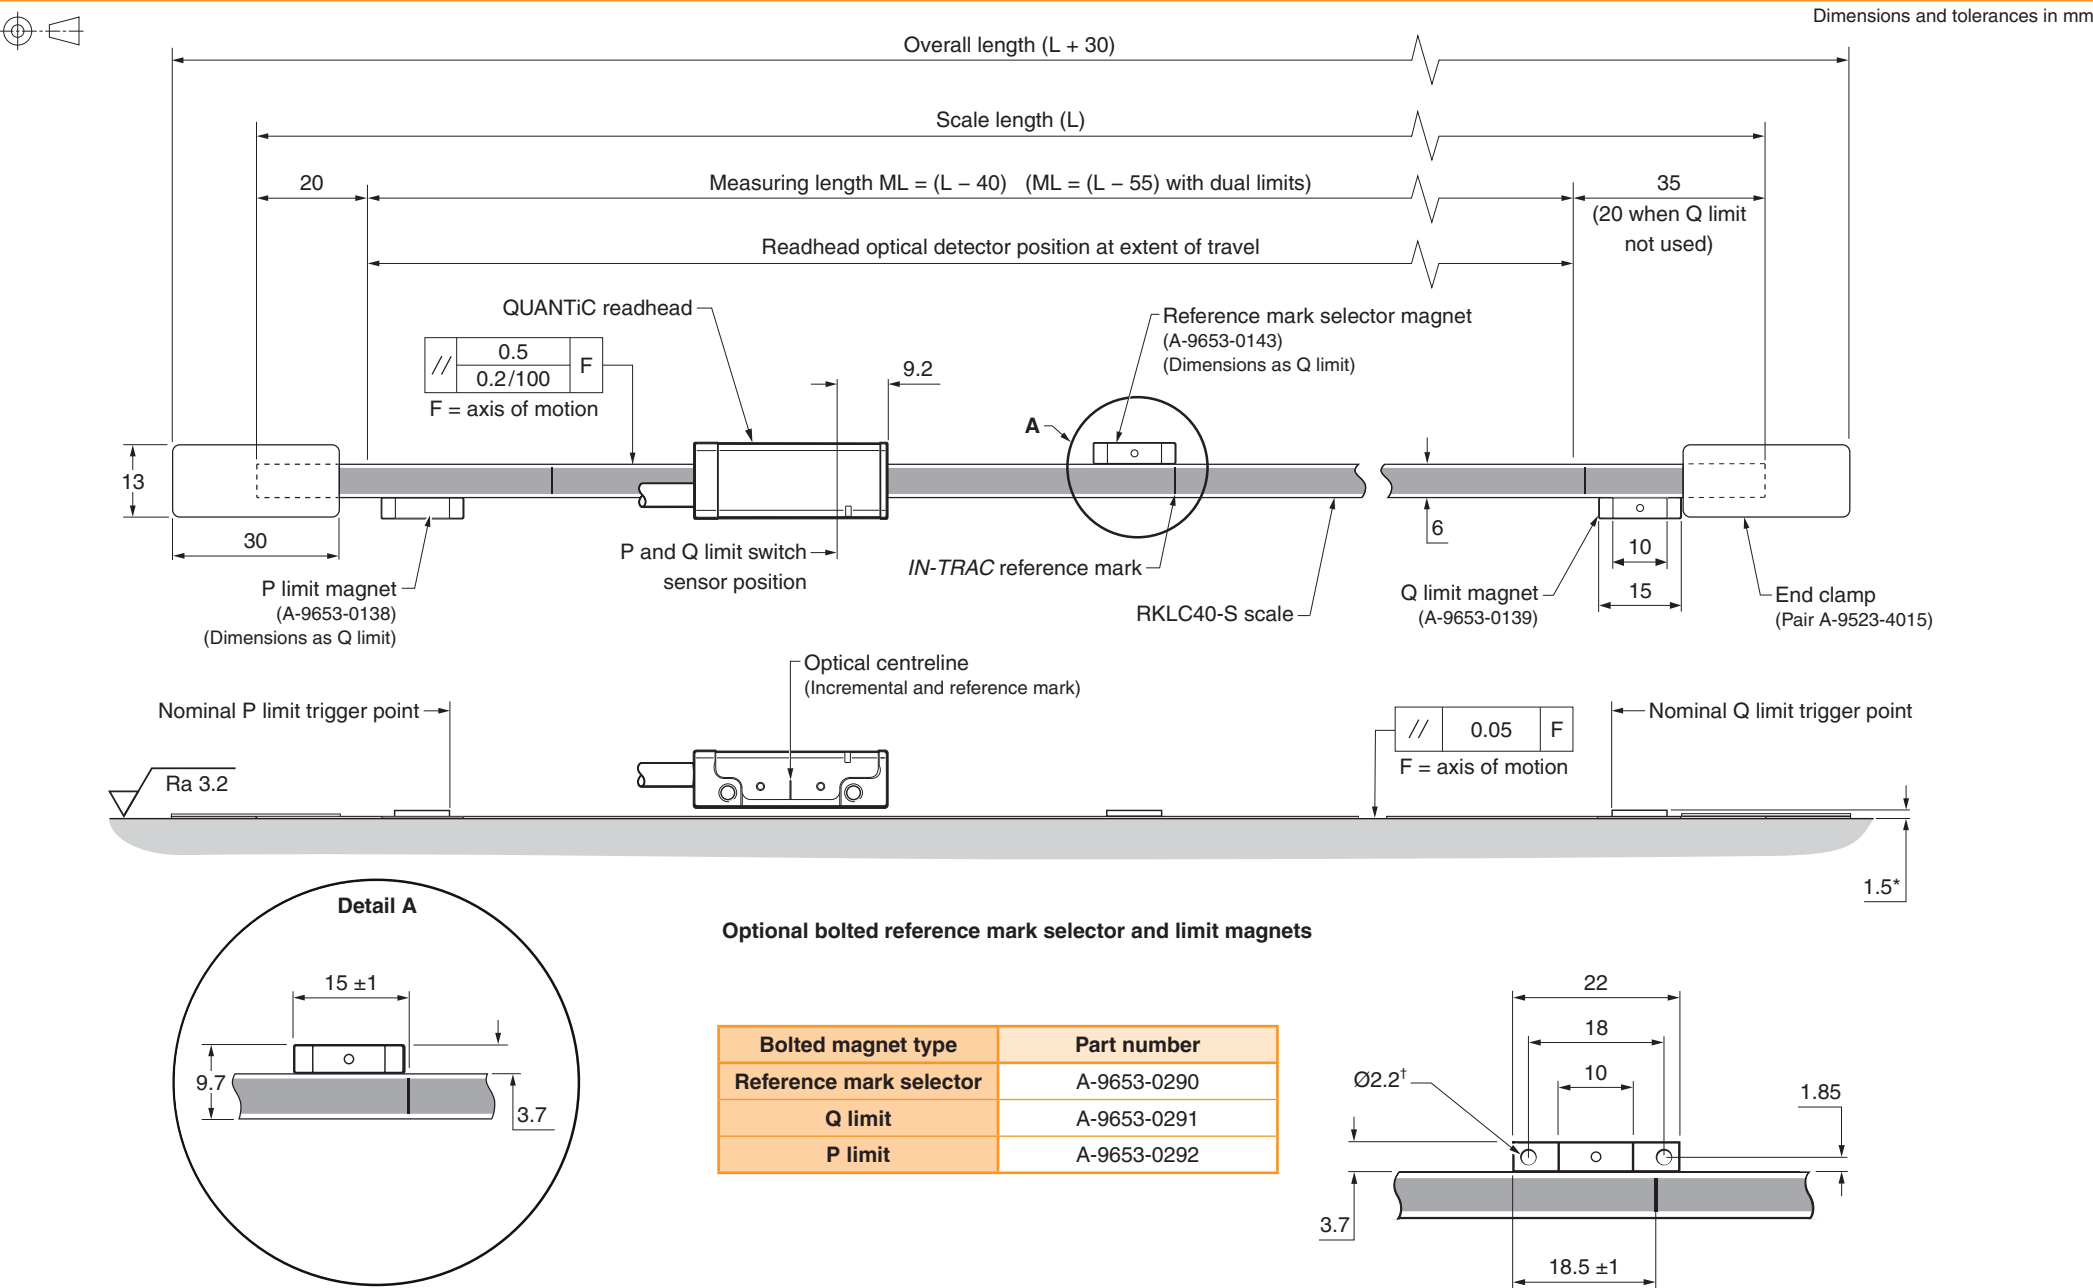 Dimensions and tolerances in mm
Overall length (L + 30)
Scale length (L)
20
Measuring length ML = (L − 40) (ML = (L − 55) with dual limits)
35
(20 when Q limit
not used)
Readhead optical detector position at extent of travel
QUANTiC readhead
Reference mark selector magnet
(A-9653-0143)
(Dimensions as Q limit)
// 0.5 F
0.2/100
F = axis of motion
9.2
A
13
30
6
10
15
P and Q limit switch
sensor position
IN-TRAC reference mark
RKLC40-S scale
P limit magnet
(A-9653-0138)
(Dimensions as Q limit)
Q limit magnet
(A-9653-0139)
End clamp
(Pair A-9523-4015)
Optical centreline
(Incremental and reference mark)
Nominal P limit trigger point
// 0.05 F
F = axis of motion
Nominal Q limit trigger point
Ra 3.2
1.5*
Detail A
15 ±1
9.7
3.7
Optional bolted reference mark selector and limit magnets
Bolted magnet type Part number
Reference mark selector A-9653-0290
Q limit A-9653-0291
P limit A-9653-0292
22
18
10
Ø2.2†
1.85
3.7
18.5 ±1